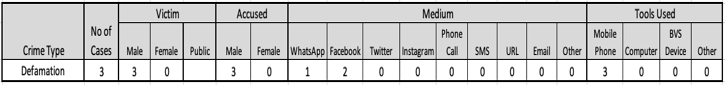 Victim Accused Medium Tools Used
Crime Type No of Cases Male Female Public Male Female WhatsApp Facebook Twitter Instagram Phone Call SMS URL Email Other Mobile Phone Computer BVS Device Other
Defamation 3 3 0 3 0 1 2 0 0 0 0 0 0 0 3 0 0 0